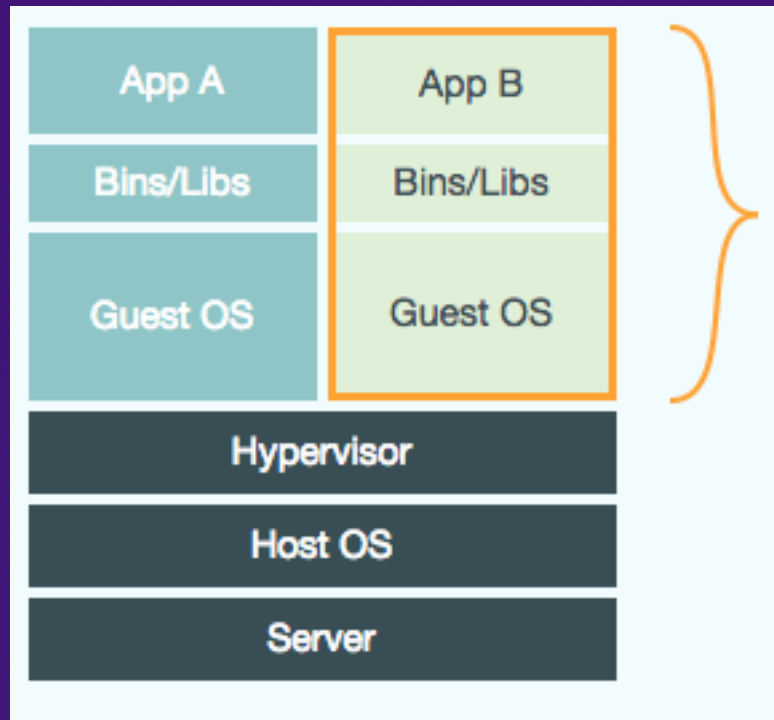 App A
App B
Bins/Libs
Bins/Libs
Guest OS
Guest OS
Hypervisor
Host OS
Server